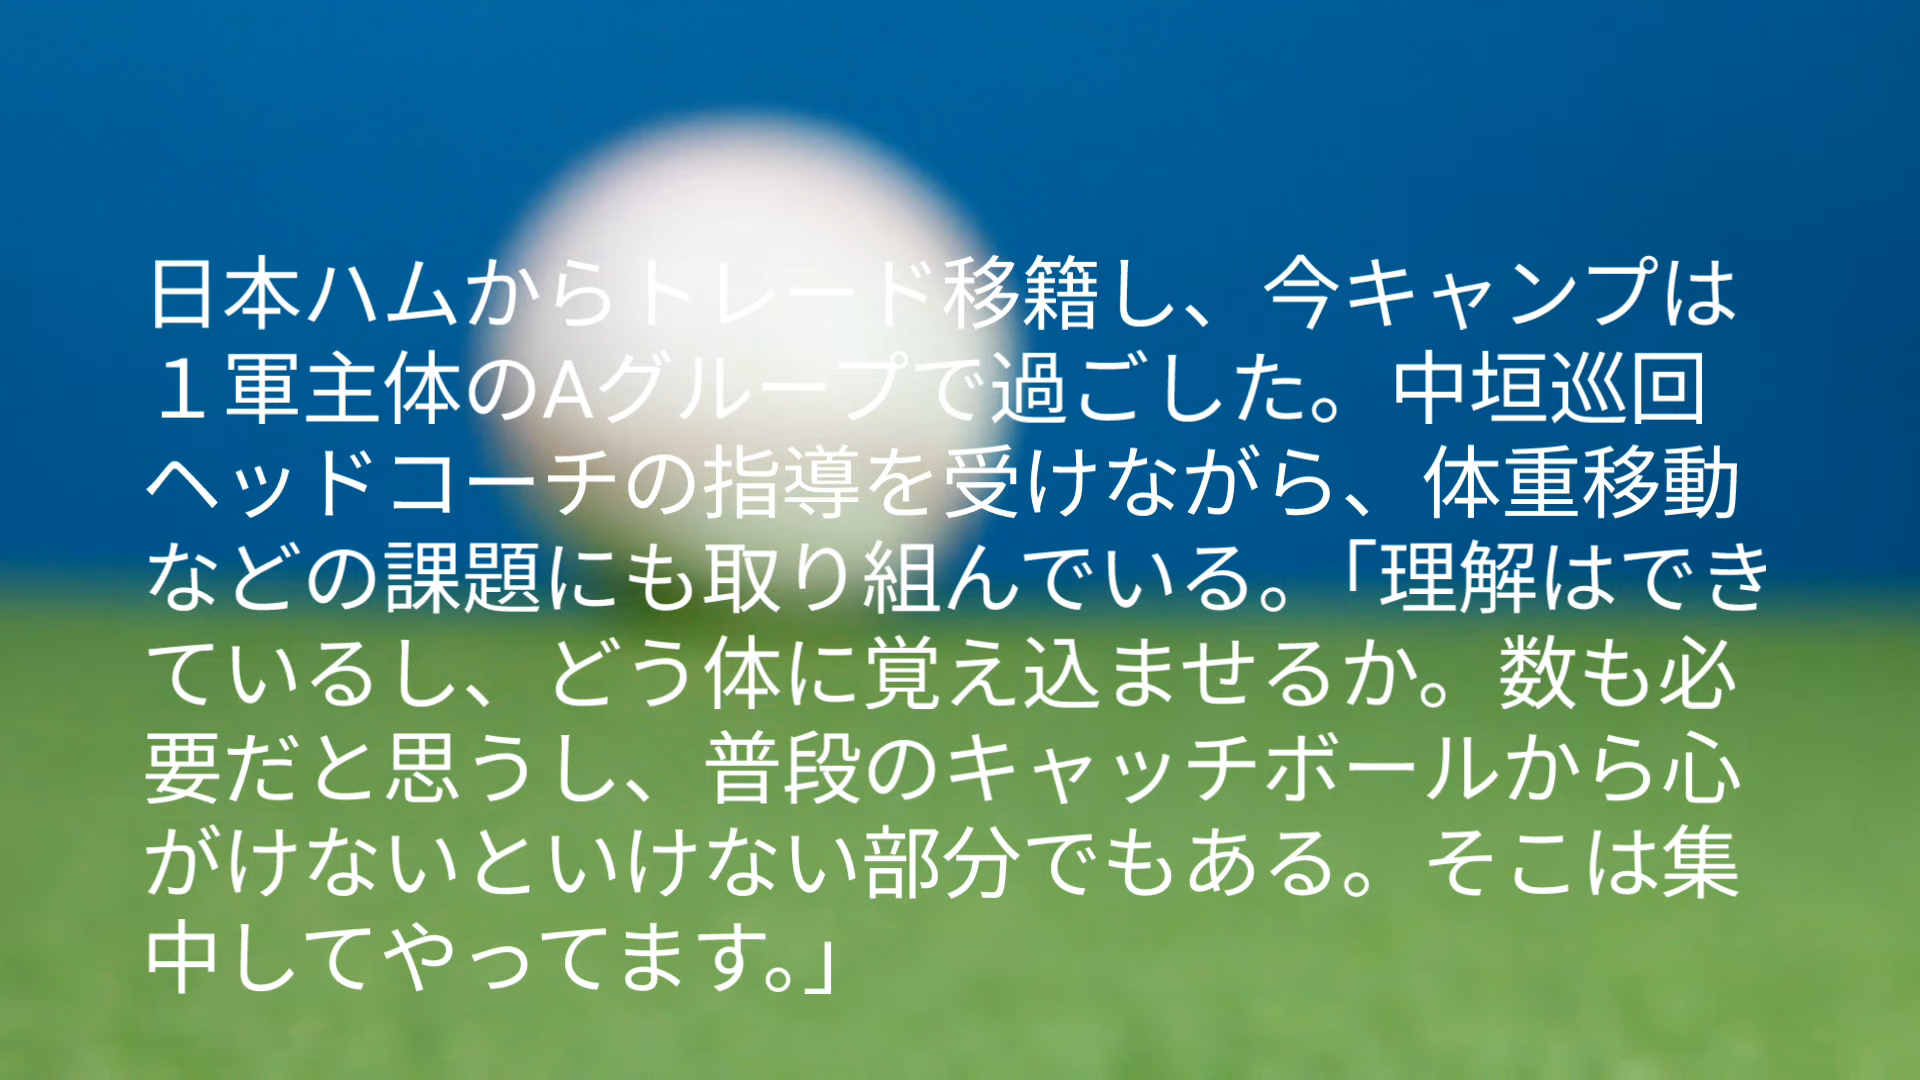 日本ハムからトレード移籍し、今キャンプは
１軍主体のAグループで過ごした。中垣巡回
ヘッドコーチの指導を受けながら、体重移動
などの課題にも取り組んでいる。「理解はでき
ているし、どう体に覚え込ませるか。数も必
要だと思うし、普段のキャッチボールから心
がけないといけない部分でもある。そこは集
中してやってます。」